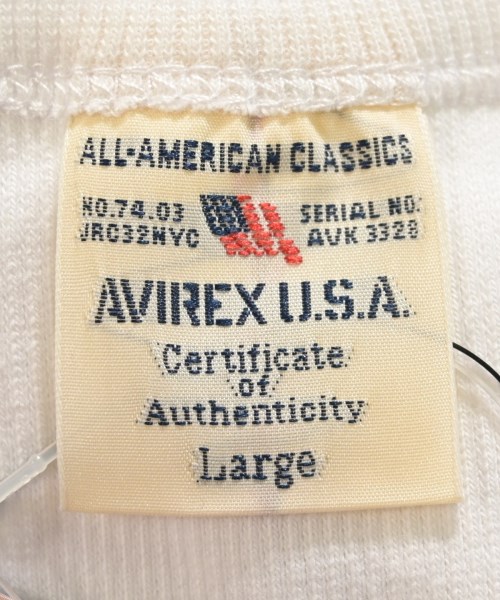 ALL-AMERICAN CLASSICS
NO.74.03 SERIAL NO:
JRC32NYC AVK 3328
AVIREX U.S.A.
Certificate
of
Authenticity
Large